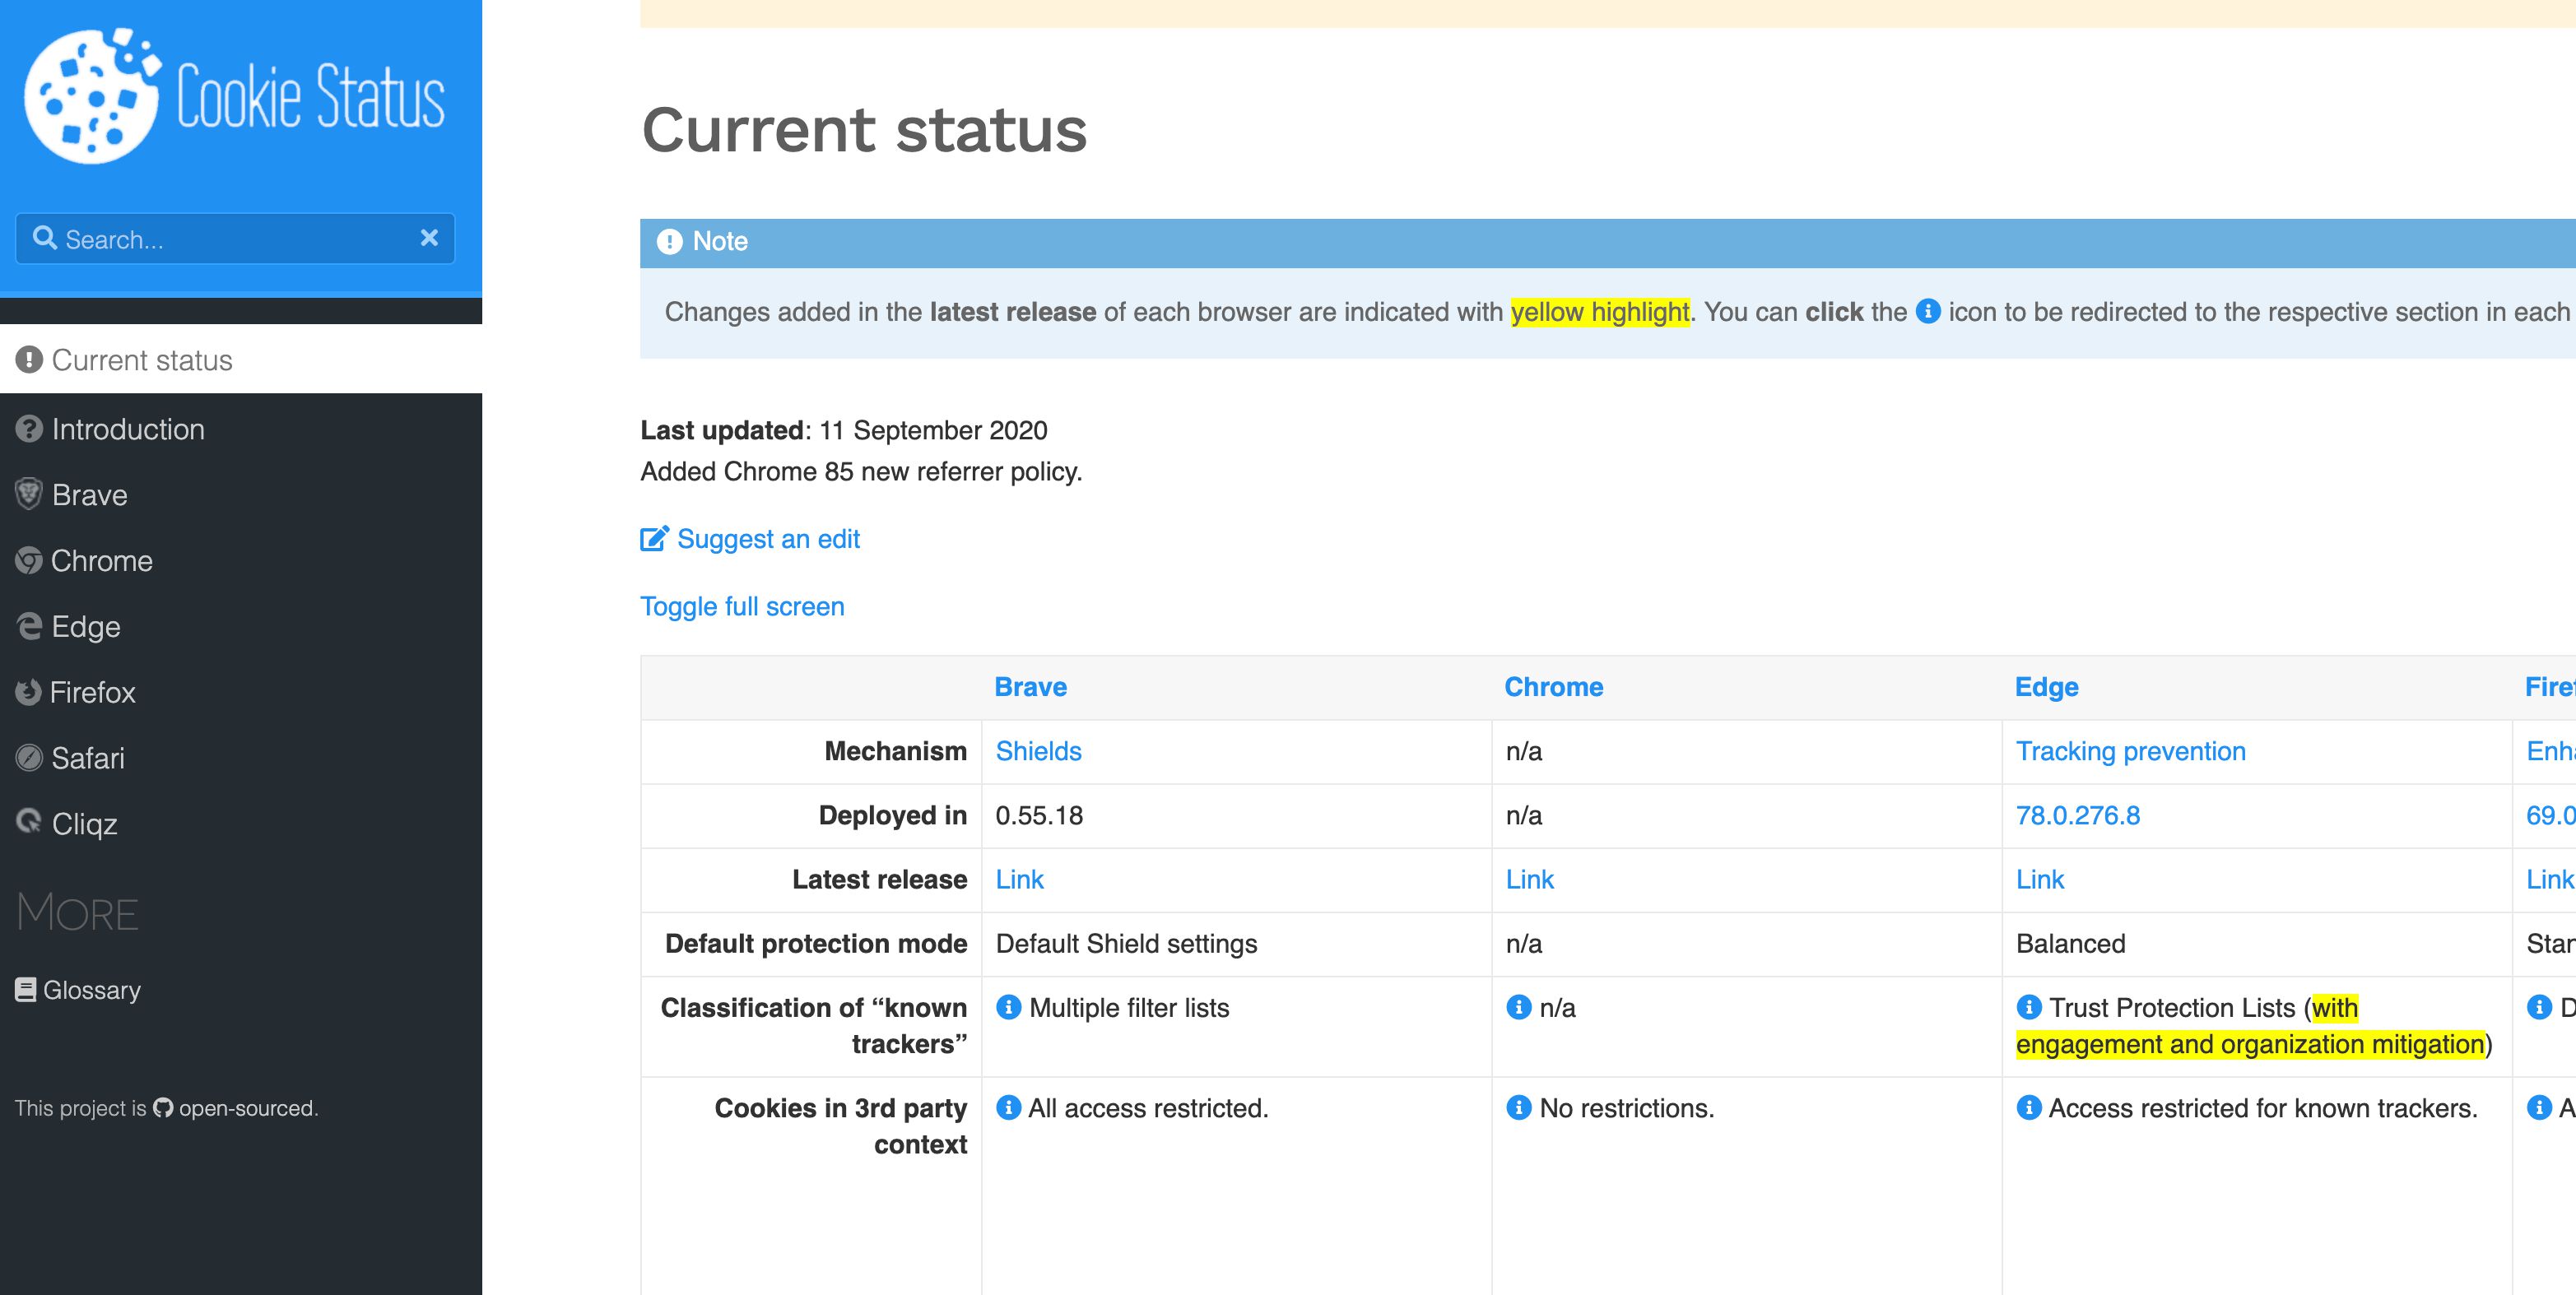 Cookie Status
Search...
Current status
Introduction
Brave
Chrome
Edge
Firefox
Safari
Cliqz
MORE
Glossary
This project is open-sourced.
Current status
Note
Changes added in the latest release of each browser are indicated with yellow highlight. You can click the icon to be redirected to the respective section in each
Last updated: 11 September 2020
Added Chrome 85 new referrer policy.
Suggest an edit
Toggle full screen
Brave Chrome Edge
Mechanism Shields n/a Tracking prevention
Deployed in 0.55.18 n/a 78.0.276.8
Latest release Link Link Link Link
Default protection mode Default Shield settings n/a Balanced
Classification of “known Multiple filter lists n/a Trust Protection Lists (with
trackers” engagement and organization mitigation)
Cookies in 3rd party All access restricted. No restrictions. Access restricted for known trackers.
context